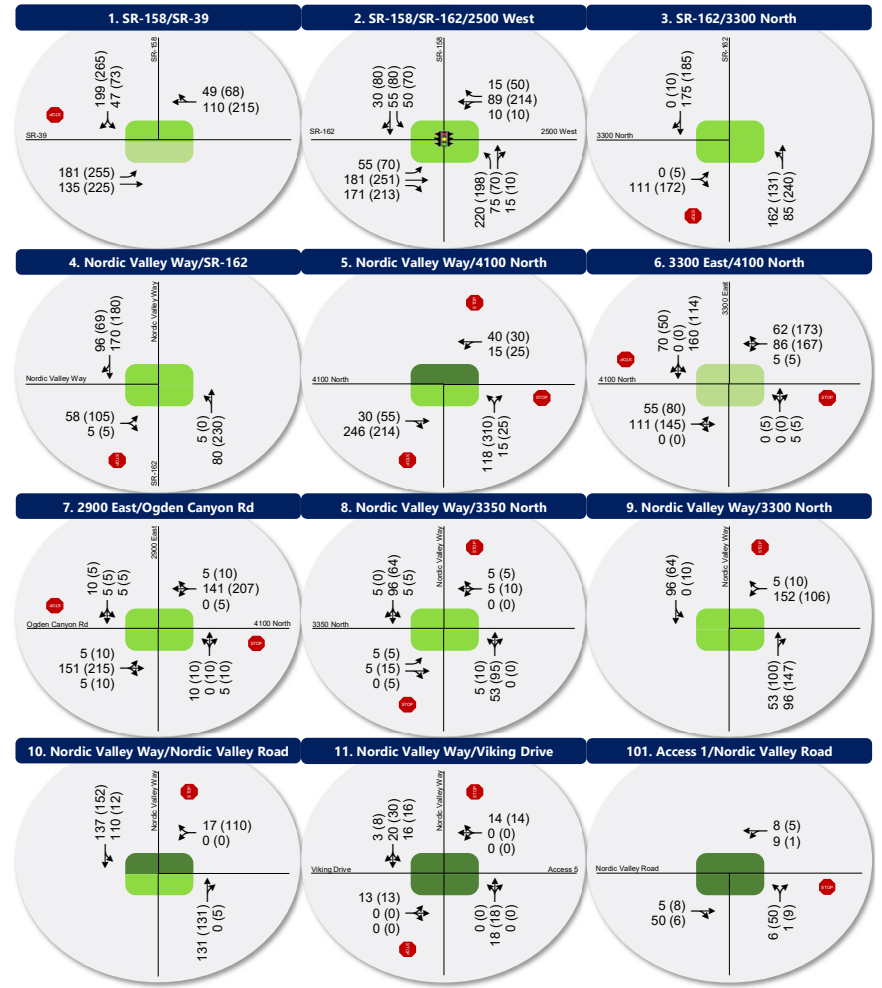 1. SR-158/SR-39
SR-158
199 (265)
47 (73)
49 (68)
110 (215)
STOP
SR-39
181 (255)
135 (225)
2. SR-158/SR-162/2500 West
SR-158
30 (80)
55 (80)
50 (70)
15 (50)
89 (214)
10 (10)
SR-162
2500 West
55 (70)
181 (251)
171 (213)
220 (198)
75 (70)
15 (10)
3. SR-162/3300 North
SR-162
0 (10)
175 (185)
3300 North
0 (5)
111 (172)
STOP
162 (131)
85 (240)
4. Nordic Valley Way/SR-162
Nordic Valley Way
96 (69)
170 (180)
Nordic Valley Way
58 (105)
5 (5)
STOP
SR-162
5 (0)
80 (230)
5. Nordic Valley Way/4100 North
STOP
40 (30)
15 (25)
4100 North
STOP
30 (55)
246 (214)
STOP
118 (310)
15 (25)
6. 3300 East/4100 North
3300 East
70 (50)
0 (0)
160 (114)
62 (173)
86 (167)
5 (5)
STOP
4100 North
STOP
55 (80)
111 (145)
0 (0)
0 (5)
0 (0)
5 (5)
7. 2900 East/Ogden Canyon Rd
2900 East
10 (5)
5 (5)
5 (5)
5 (10)
141 (207)
0 (5)
STOP
Ogden Canyon Rd
4100 North
STOP
5 (10)
151 (215)
5 (10)
10 (10)
0 (10)
5 (10)
8. Nordic Valley Way/3350 North
Nordic Valley Way
STOP
5 (0)
96 (64)
5 (5)
5 (5)
5 (10)
0 (0)
3350 North
5 (5)
5 (15)
0 (5)
STOP
5 (10)
53 (95)
0 (0)
9. Nordic Valley Way/3300 North
Nordic Valley Way
STOP
96 (64)
0 (10)
5 (10)
152 (106)
53 (100)
96 (147)
10. Nordic Valley Way/Nordic Valley Road
Nordic Valley Way
STOP
137 (152)
110 (12)
17 (110)
0 (0)
131 (131)
0 (5)
11. Nordic Valley Way/Viking Drive
Nordic Valley Way
STOP
3 (8)
20 (30)
16 (16)
14 (14)
0 (0)
0 (0)
Viking Drive
Access 5
13 (13)
0 (0)
0 (0)
STOP
0 (0)
18 (18)
0 (0)
101. Access 1/Nordic Valley Road
8 (5)
9 (1)
Nordic Valley Road
STOP
5 (8)
50 (6)
6 (50)
1 (9)